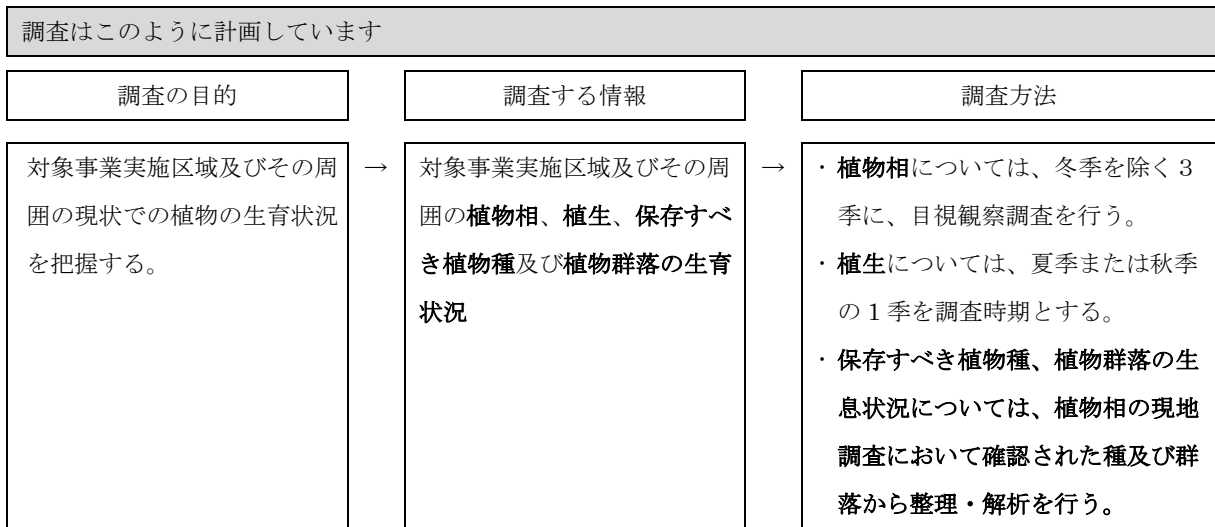 調査はこのように計画しています
調査の目的
調査する情報
調査方法
対象事業実施区域及びその周
囲の現状での植物の生育状況
を把握する。
→
対象事業実施区域及びその周
囲の植物相、植生、保存すべ
き植物種及び植物群落の生育
状況
→
・植物相については、冬季を除く3
季に、目視観察調査を行う。
・植生については、夏季または秋季
の1季を調査時期とする。
・保存すべき植物種、植物群落の生
息状況については、植物相の現地
調査において確認された種及び群
落から整理・解析を行う。